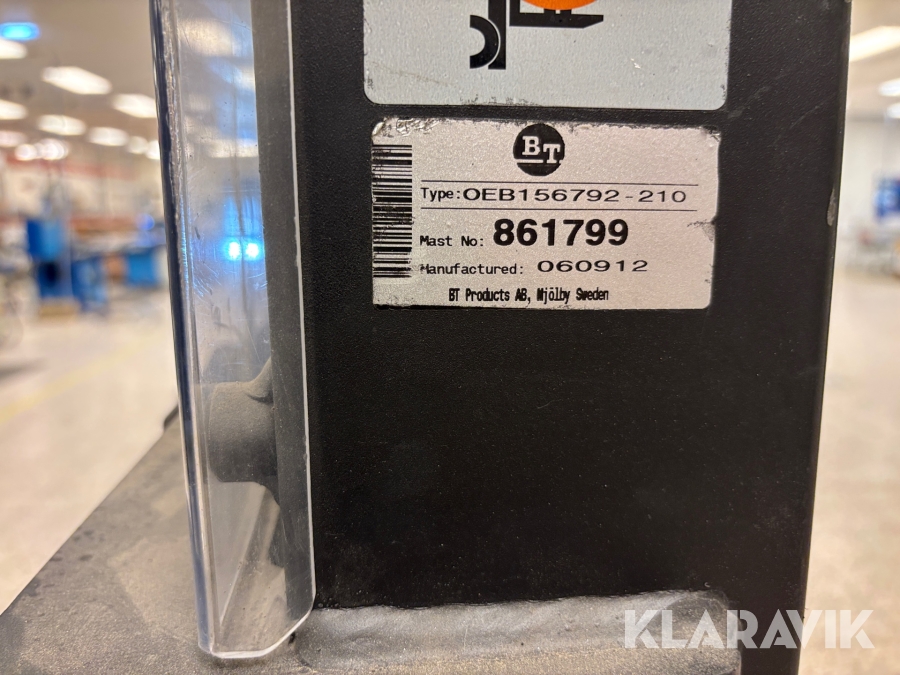 BT
Type:OEB156792-210
Mast No: 861799
Manufactured: 060912
BT Products AB, Mjölby Sweden
KLARAVIK